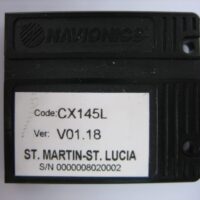 NAVIONICS
Code: CX145L
Ver: V01.18
ST. MARTIN-ST. LUCIA
S/N 0000008020002